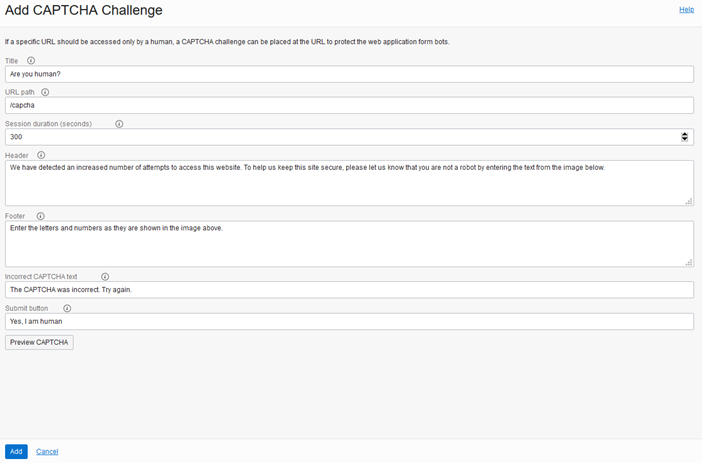 Add CAPTCHA Challenge
Help
If a specific URL should be accessed only by a human, a CAPTCHA challenge can be placed at the URL to protect the web application form bots.
Title
Are you human?
URL path
/capcha
Session duration (seconds)
300
Header
We have detected an increased number of attempts to access this website. To help us keep this site secure, please let us know that you are not a robot by entering the text from the image below.
Footer
Enter the letters and numbers as they are shown in the image above.
Incorrect CAPTCHA text
The CAPTCHA was incorrect. Try again.
Submit button
Yes, I am human
Preview CAPTCHA
Add
Cancel